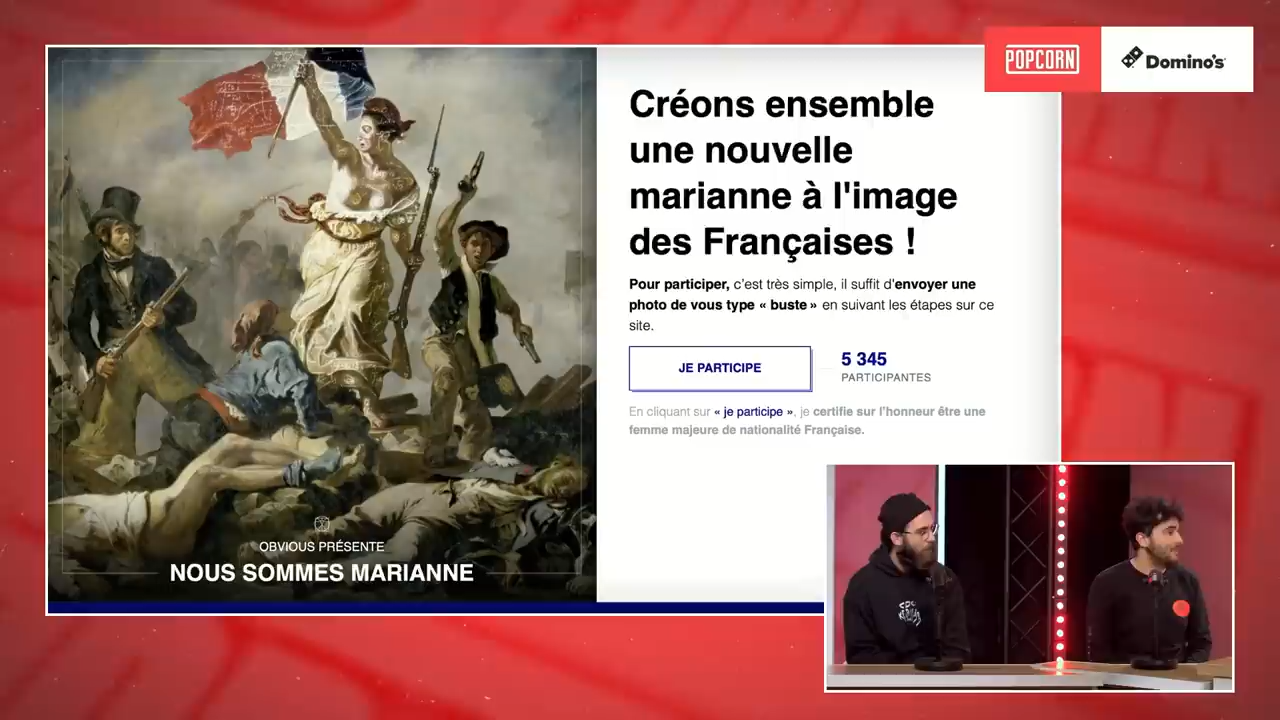 POPCORN
Domino's
Créons ensemble
une nouvelle
marianne à l'image
des Françaises !
Pour participer, c'est très simple, il suffit d'envoyer une
photo de vous type « buste » en suivant les étapes sur ce
site.
JE PARTICIPE
5 345
PARTICIPANTES
En cliquant sur « je participe », je certifie sur l'honneur être une
femme majeure de nationalité Française.
OBVIOUS PRÉSENTE
NOUS SOMMES MARIANNE